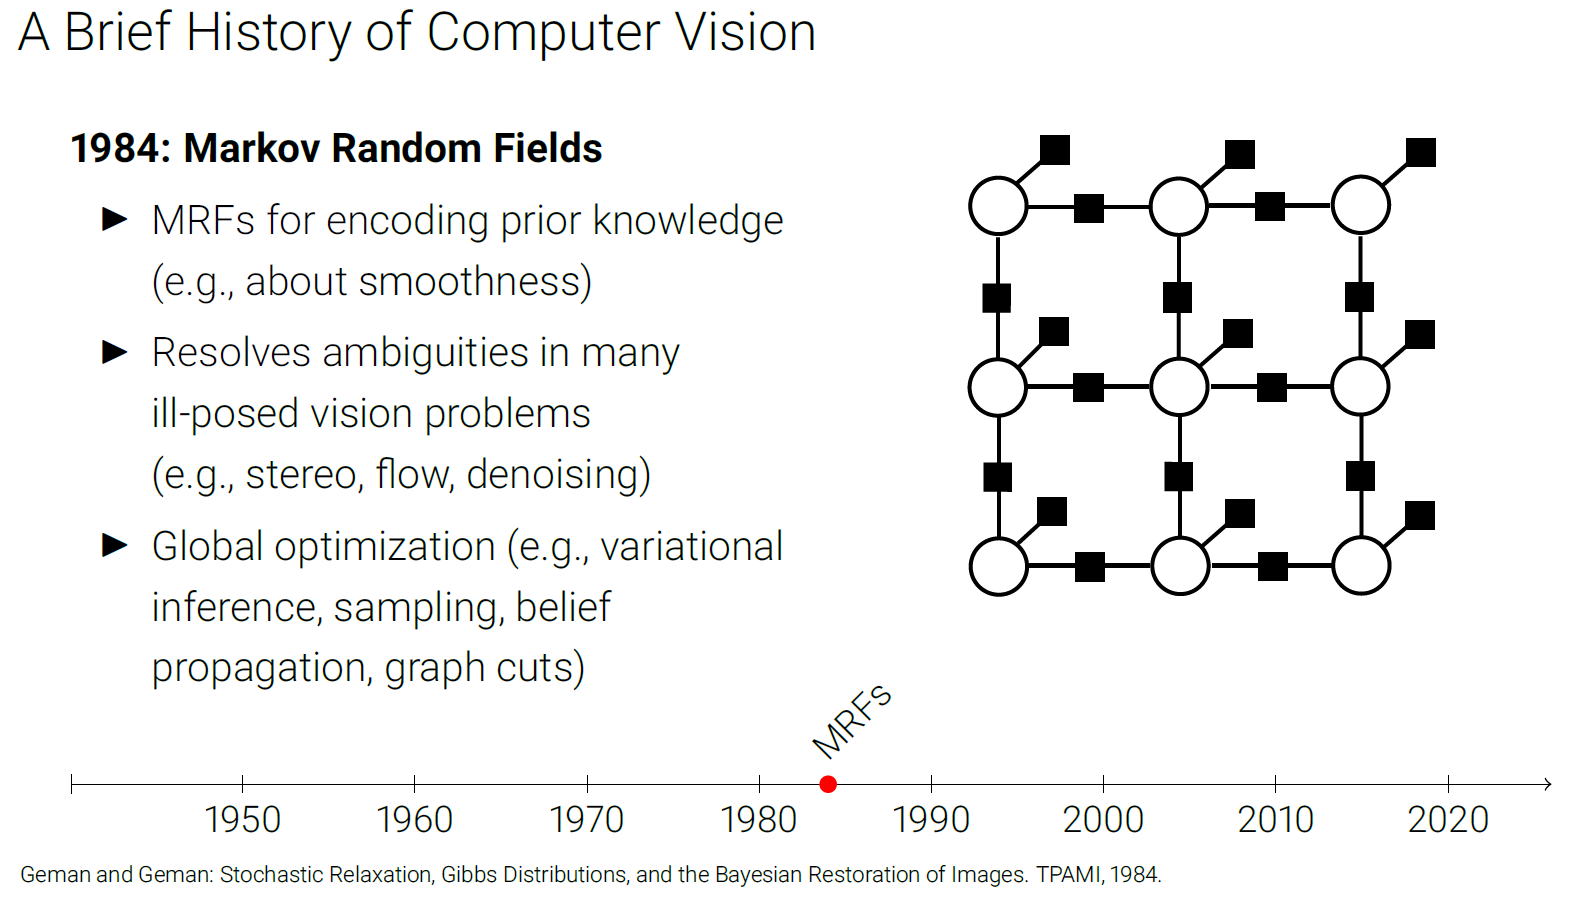 A Brief History of Computer Vision
1984: Markov Random Fields
► MRFs for encoding prior knowledge
(e.g., about smoothness)
► Resolves ambiguities in many
ill-posed vision problems
(e.g., stereo, flow, denoising)
► Global optimization (e.g., variational
inference, sampling, belief
propagation, graph cuts)
MRFs
1950 1960 1970 1980 1990 2000 2010 2020
Geman and Geman: Stochastic Relaxation, Gibbs Distributions, and the Bayesian Restoration of Images. TPAMI, 1984.